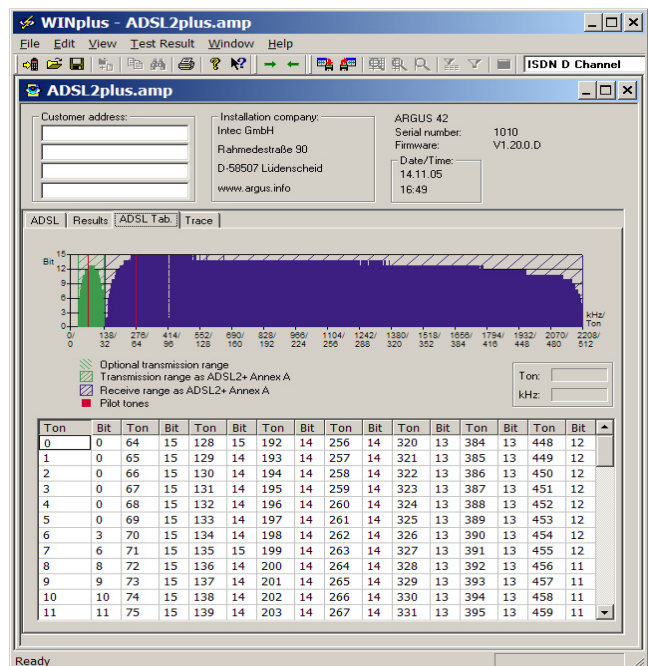 WINplus - ADSL2plus.amp
File Edit View Test Result Window Help
ISDN D Channel
ADSL2plus.amp
Customer address:
Installation company:
Intec GmbH
Rahmedestraße 90
D-58507 Lüdenscheid
www.argus.info
ARGUS 42
Serial number: 1010
Firmware: V1.20.0.D
Date/Time:
14.11.05
16:49
ADSL Results ADSL Tab. Trace
Bit 15
12
9
6
3
0
kHz/
Ton
0/ 138/ 276/ 414/ 552/ 690/ 828/ 966/ 1104/ 1242/ 1380/ 1518/ 1656/ 1794/ 1932/ 2070/ 2208/
0 32 64 96 128 160 192 224 256 288 320 352 384 416 448 480 512
Optional transmission range
Transmission range as ADSL2+ Annex A
Receive range as ADSL2+ Annex A
Pilot tones
Ton:
kHz:
Ton Bit Ton Bit Ton Bit Ton Bit Ton Bit Ton Bit Ton Bit Ton Bit
0 0 64 15 128 15 192 14 256 14 320 13 384 13 448 12
1 0 65 15 129 14 193 14 257 14 321 13 385 13 449 12
2 0 66 15 130 14 194 14 258 14 322 13 386 13 450 12
3 0 67 15 131 14 195 14 259 14 323 13 387 13 451 12
4 0 68 15 132 14 196 14 260 14 324 13 388 13 452 12
5 0 69 15 133 14 197 14 261 14 325 13 389 13 453 12
6 3 70 15 134 14 198 14 262 14 326 13 390 13 454 12
7 6 71 15 135 15 199 14 263 14 327 13 391 13 455 12
8 8 72 15 136 14 200 14 264 14 328 13 392 13 456 11
9 9 73 15 137 14 201 14 265 14 329 13 393 13 457 11
10 10 74 15 138 14 202 14 266 14 330 13 394 13 458 11
11 11 75 15 139 14 203 14 267 14 331 13 395 13 459 11
Ready